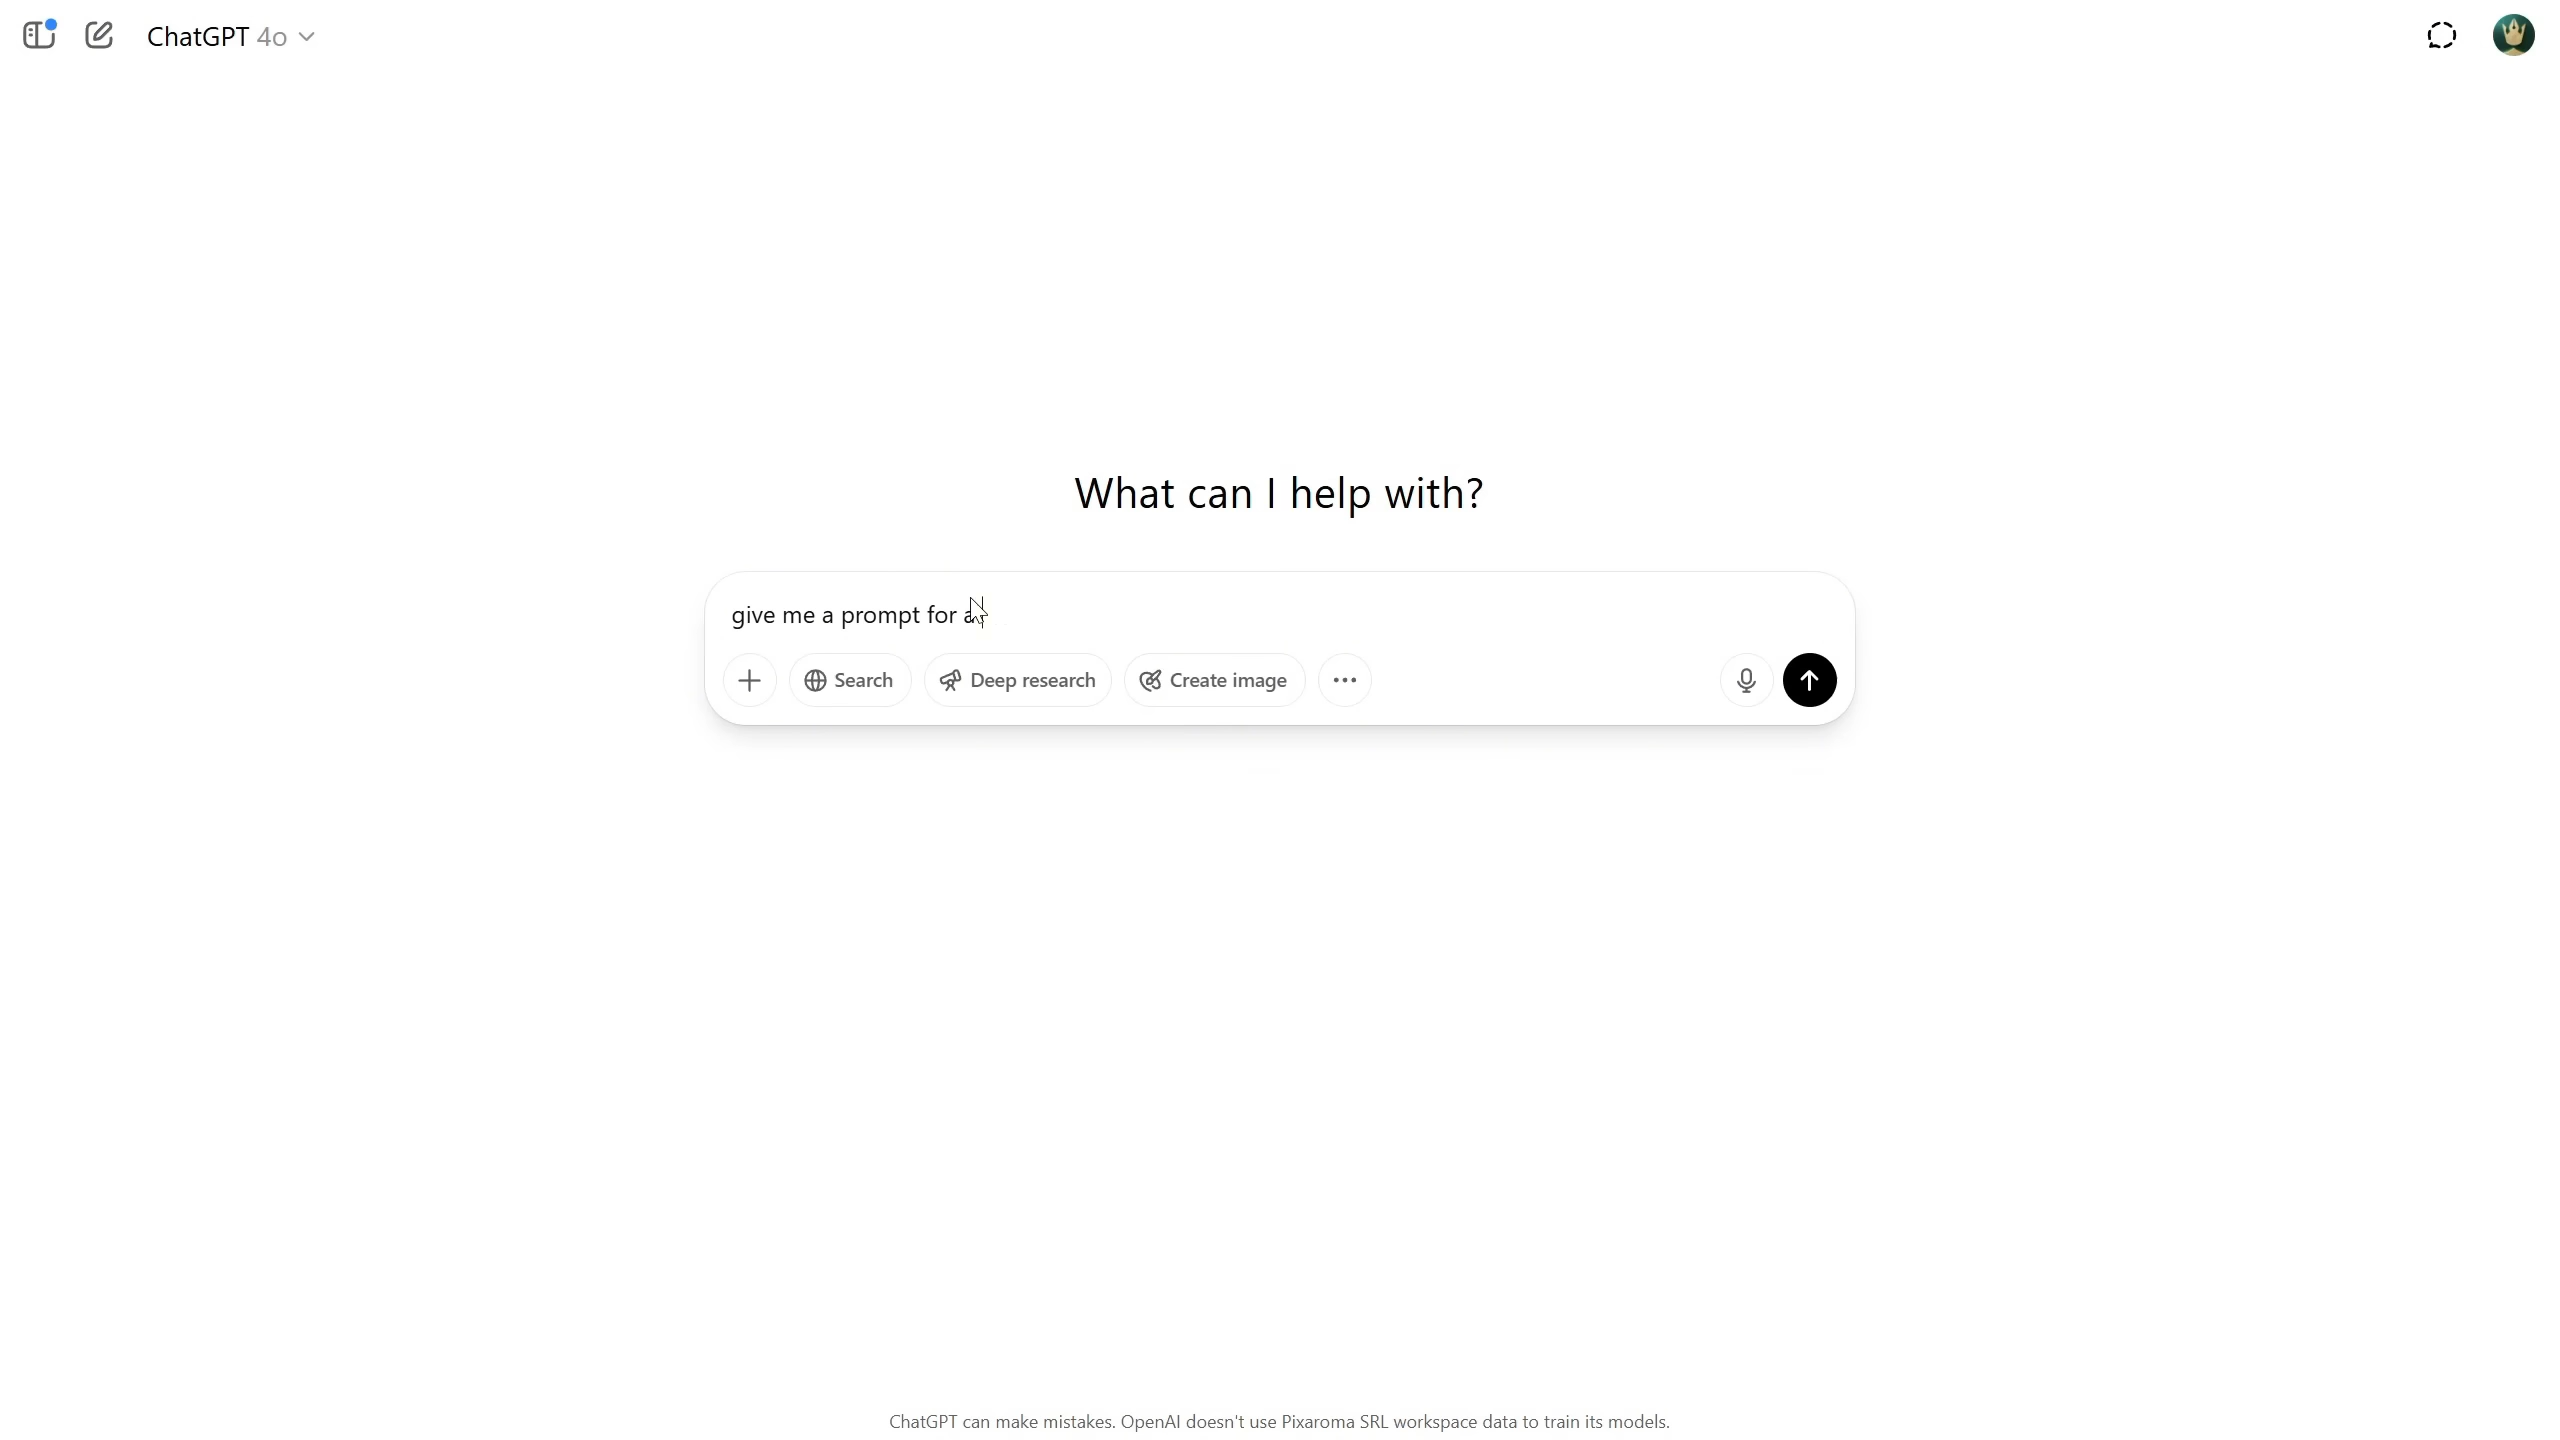 ChatGPT 4o
What can I help with?
give me a prompt for a
Search
Deep research
Create image
ChatGPT can make mistakes. OpenAI doesn't use Pixaroma SRL workspace data to train its models.